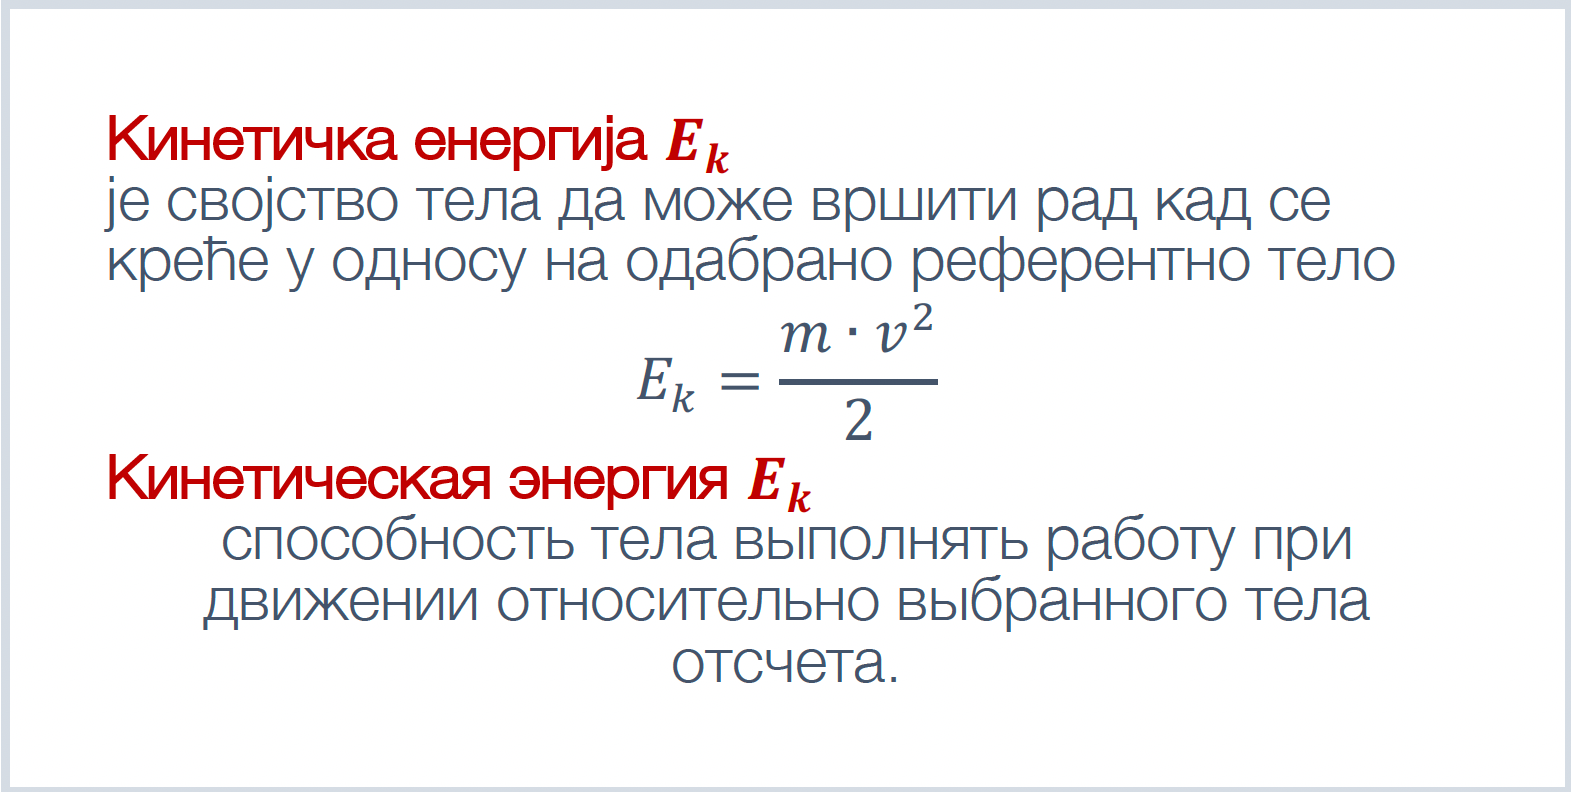 Кинетичка енергија E_k
је својство тела да може вршити рад кад се
креће у односу на одабрано референтно тело
E_k = \frac{m \cdot v^2}{2}
Кинетическая энергия E_k
способность тела выполнять работу при
движении относительно выбранного тела
отсчета.